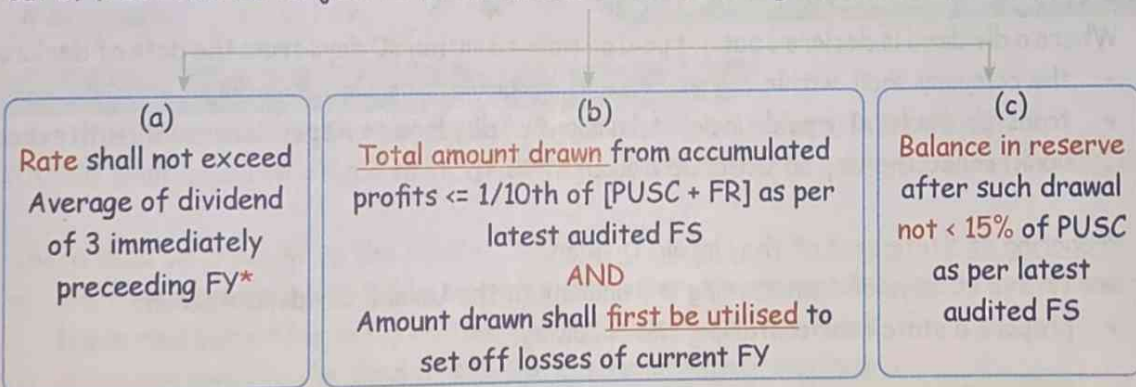 (a)
Rate shall not exceed
Average of dividend
of 3 immediately
preceeding FY*
(b)
Total amount drawn from accumulated
profits <= 1/10th of [PUSC + FR] as per
latest audited FS
AND
Amount drawn shall first be utilised to
set off losses of current FY
(c)
Balance in reserve
after such drawal
not < 15% of PUSC
as per latest
audited FS